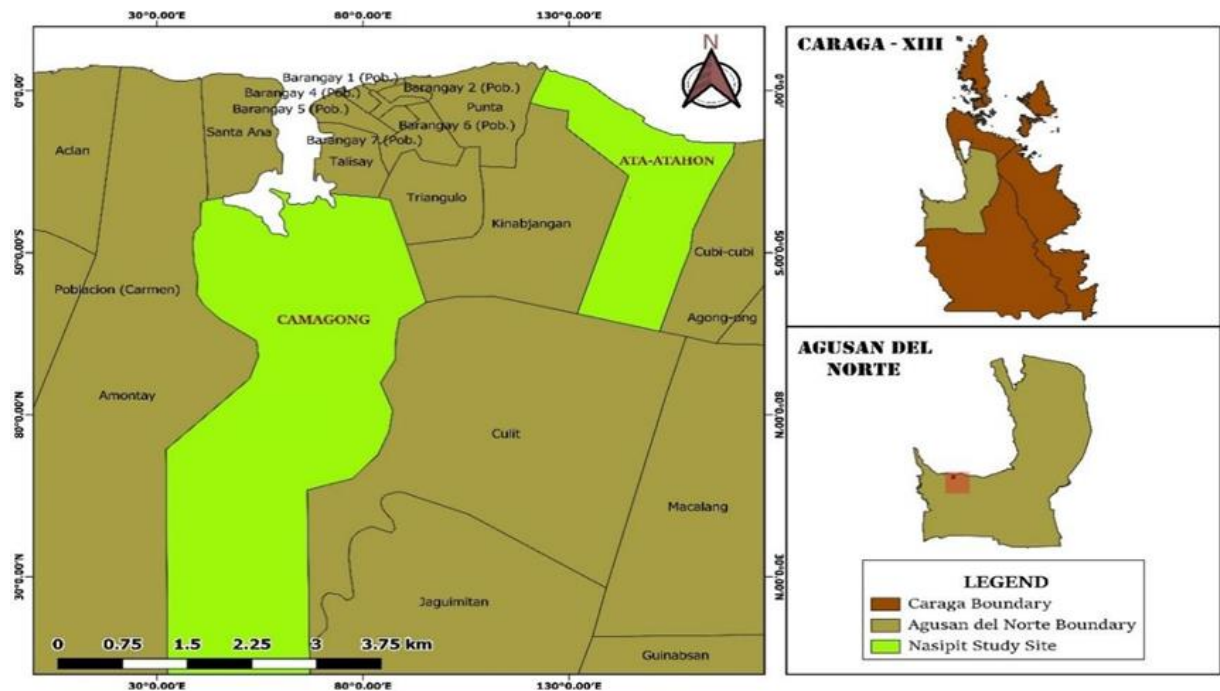 30°0.00'E
80°0.00'E
130°0.00'E
N
0°0.00'
50°0.00'S
80°0.00'N
30°0.00'N
Barangay 1 (Pob.)
Barangay 4 (Pob.)
Barangay 2 (Pob.)
Barangay 5 (Pob.)
Punta
Santa Ana
Barangay 6 (Pob.)
Barangay 7 (Pob.)
Aclan
Talisay
ATA-ATAHON
Triangulo
Kinabjangan
Cubi-cubi
Poblacion (Carmen)
CAMAGONG
Agong-ong
Amontay
Culit
Macalang
Jaguimitan
Guinabsan
0 0.75 1.5 2.25 3 3.75 km
30°0.00'E
80°0.00'E
130°0.00'E
0°0.00'
50°0.00'S
80°0.00'N
30°0.00'N
CARAGA - XIII
AGUSAN DEL
NORTE
LEGEND
Caraga Boundary
Agusan del Norte Boundary
Nasipit Study Site